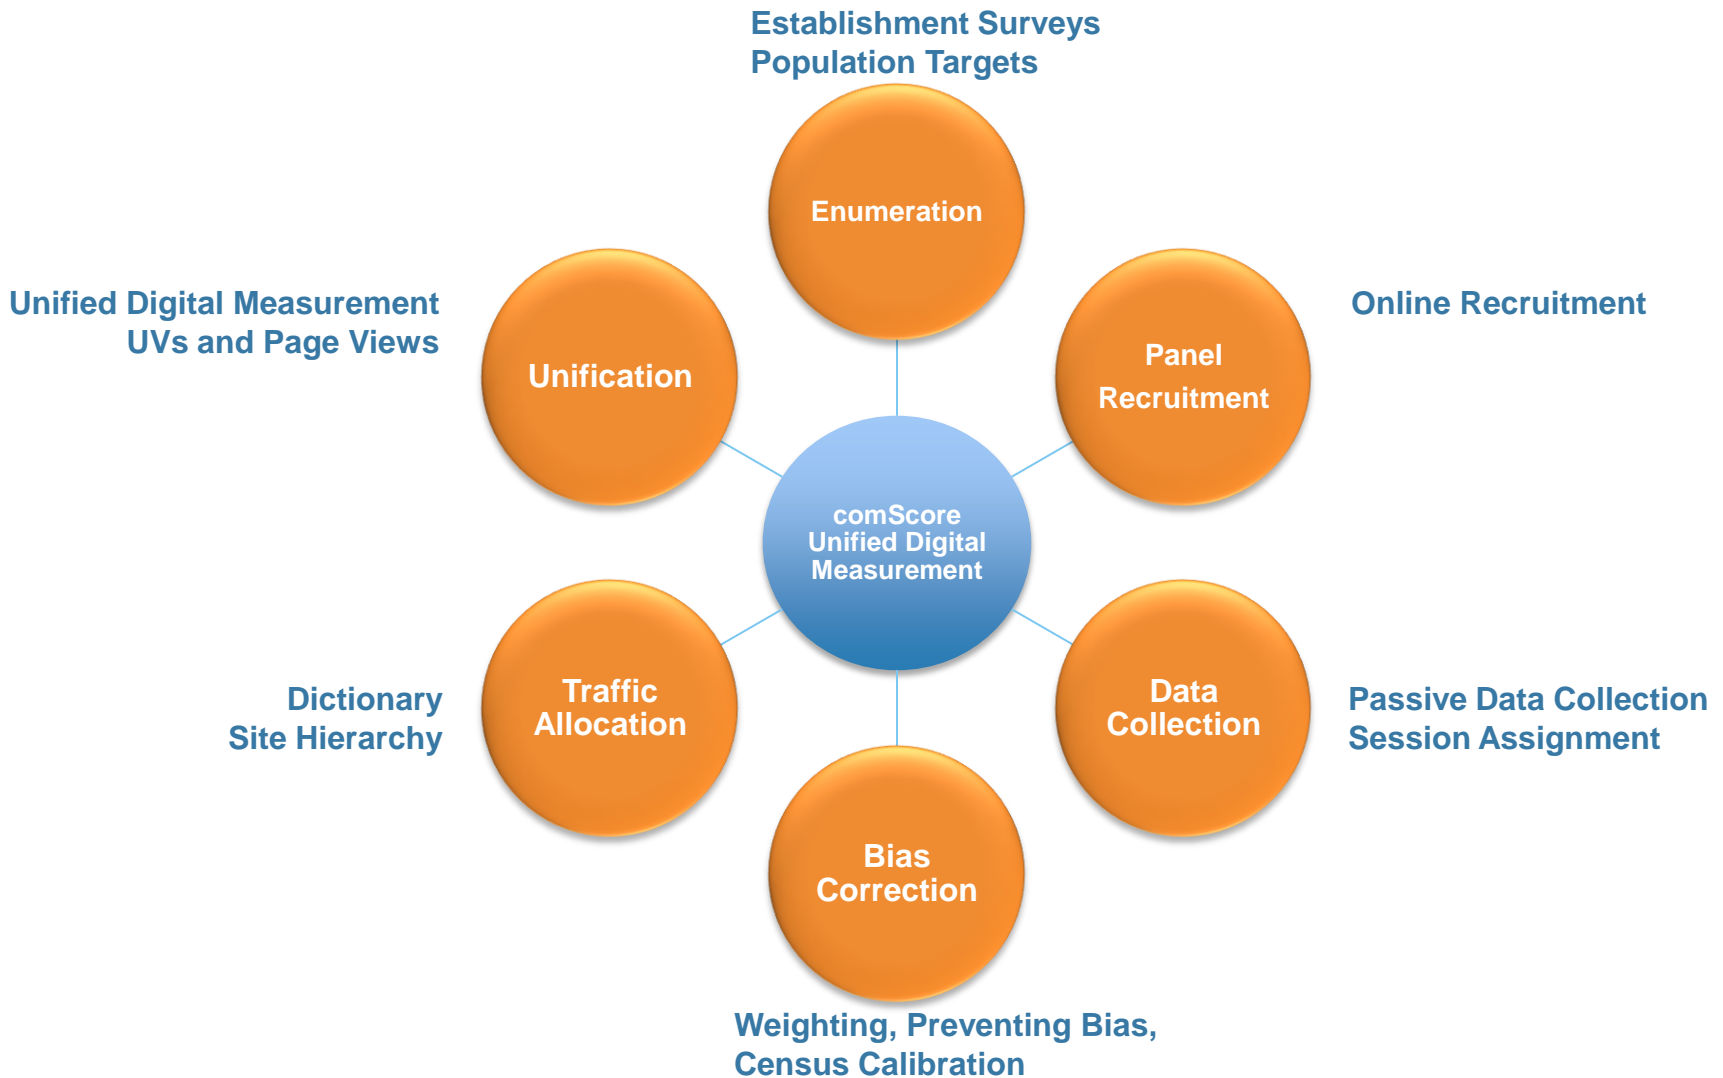 Establishment Surveys
Population Targets
Enumeration
Unified Digital Measurement
UVs and Page Views
Unification
Panel
Recruitment
Online Recruitment
comScore
Unified Digital
Measurement
Dictionary
Site Hierarchy
Traffic
Allocation
Data
Collection
Passive Data Collection
Session Assignment
Bias
Correction
Weighting, Preventing Bias,
Census Calibration